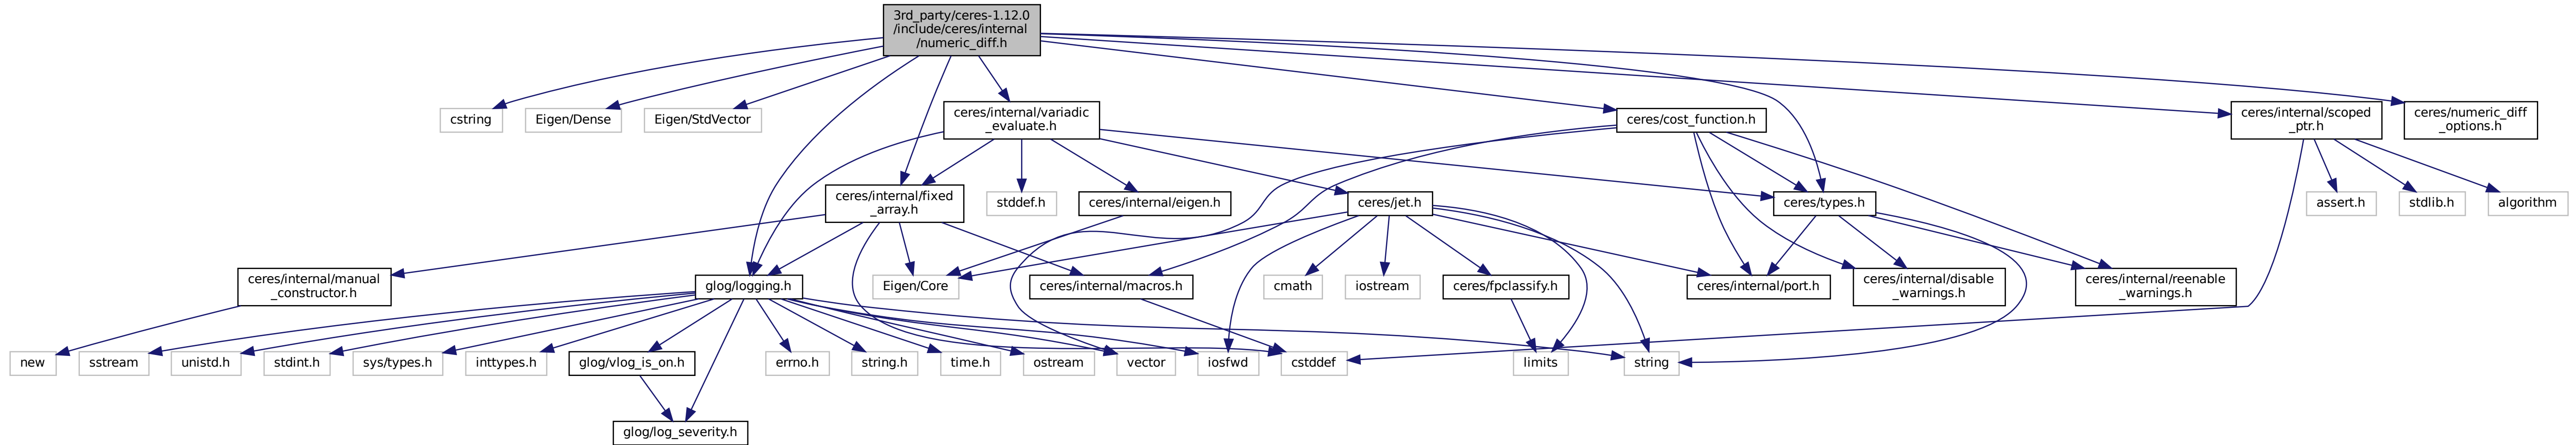 3rd_party/ceres-1.12.0
/include/ceres/internal
/numeric_diff.h
cstring
Eigen/Dense
Eigen/StdVector
ceres/internal/variadic
_evaluate.h
ceres/cost_function.h
ceres/internal/scoped
_ptr.h
ceres/numeric_diff
_options.h
ceres/internal/fixed
_array.h
stddef.h
ceres/internal/eigen.h
ceres/jet.h
ceres/types.h
assert.h
stdlib.h
algorithm
ceres/internal/manual
_constructor.h
glog/logging.h
Eigen/Core
ceres/internal/macros.h
cmath
iostream
ceres/fpclassify.h
ceres/internal/port.h
ceres/internal/disable
_warnings.h
ceres/internal/reenable
_warnings.h
new
sstream
unistd.h
stdint.h
sys/types.h
inttypes.h
glog/vlog_is_on.h
errno.h
string.h
time.h
ostream
vector
iosfwd
cstddef
limits
string
glog/log_severity.h